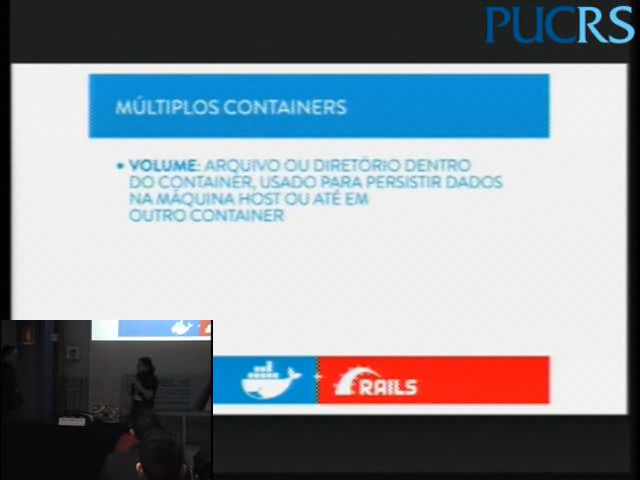 PUCRS
MÚLTIPLOS CONTAINERS
• VOLUME: ARQUIVO OU DIRETÓRIO DENTRO
DO CONTAINER, USADO PARA PERSISTIR DADOS
NA MÁQUINA HOST OU ATÉ EM
OUTRO CONTAINER
+
RAILS